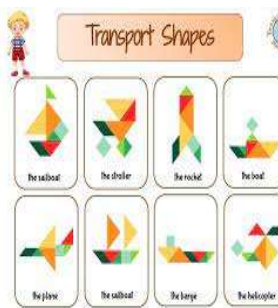 Transport Shapes
the sailboat
the stroller
the rocket
the boat
the plane
the sailboat
the barge
the helicopter